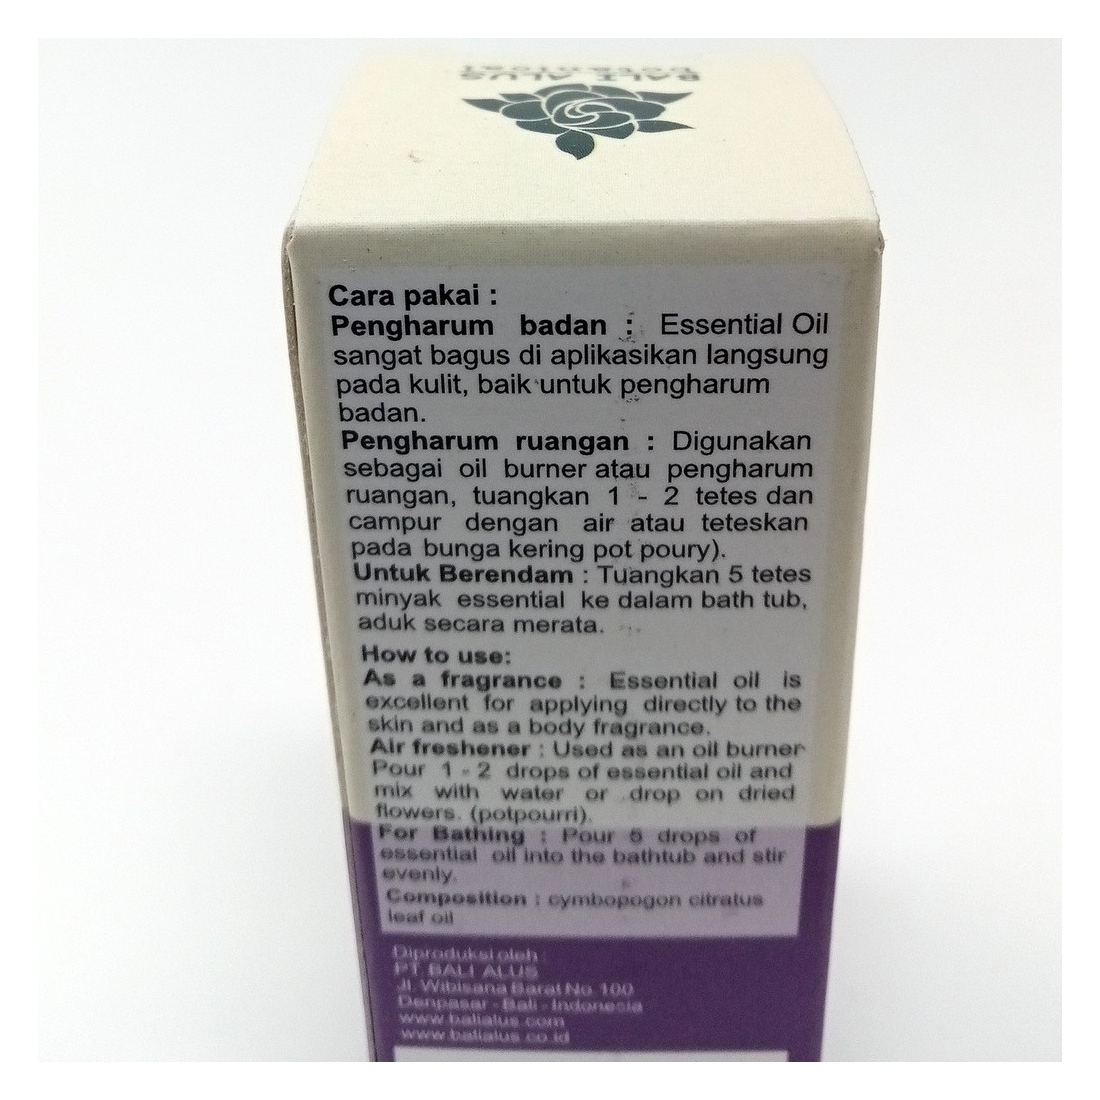 BALI ALUS
botanical
Cara pakai :
Pengharum badan : Essential Oil
sangat bagus di aplikasikan langsung
pada kulit, baik untuk pengharum
badan.
Pengharum ruangan : Digunakan
sebagai oil burner atau pengharum
ruangan, tuangkan 1 - 2 tetes dan
campur dengan air atau teteskan
pada bunga kering pot poury).
Untuk Berendam : Tuangkan 5 tetes
minyak essential ke dalam bath tub,
aduk secara merata.
How to use:
As a fragrance : Essential oil is
excellent for applying directly to the
skin and as a body fragrance.
Air freshener : Used as an oil burner
Pour 1 - 2 drops of essential oil and
mix with water or drop on dried
flowers. (potpourri).
For Bathing : Pour 5 drops of
essential oil into the bathtub and stir
evenly.
Composition : cymbopogon citratus
leaf oil
Diproduksi oleh :
PT BALI ALUS
Jl. Wibisana Barat No. 100
Denpasar - Bali - Indonesia
www.balialus.com
www.balialus.co.id